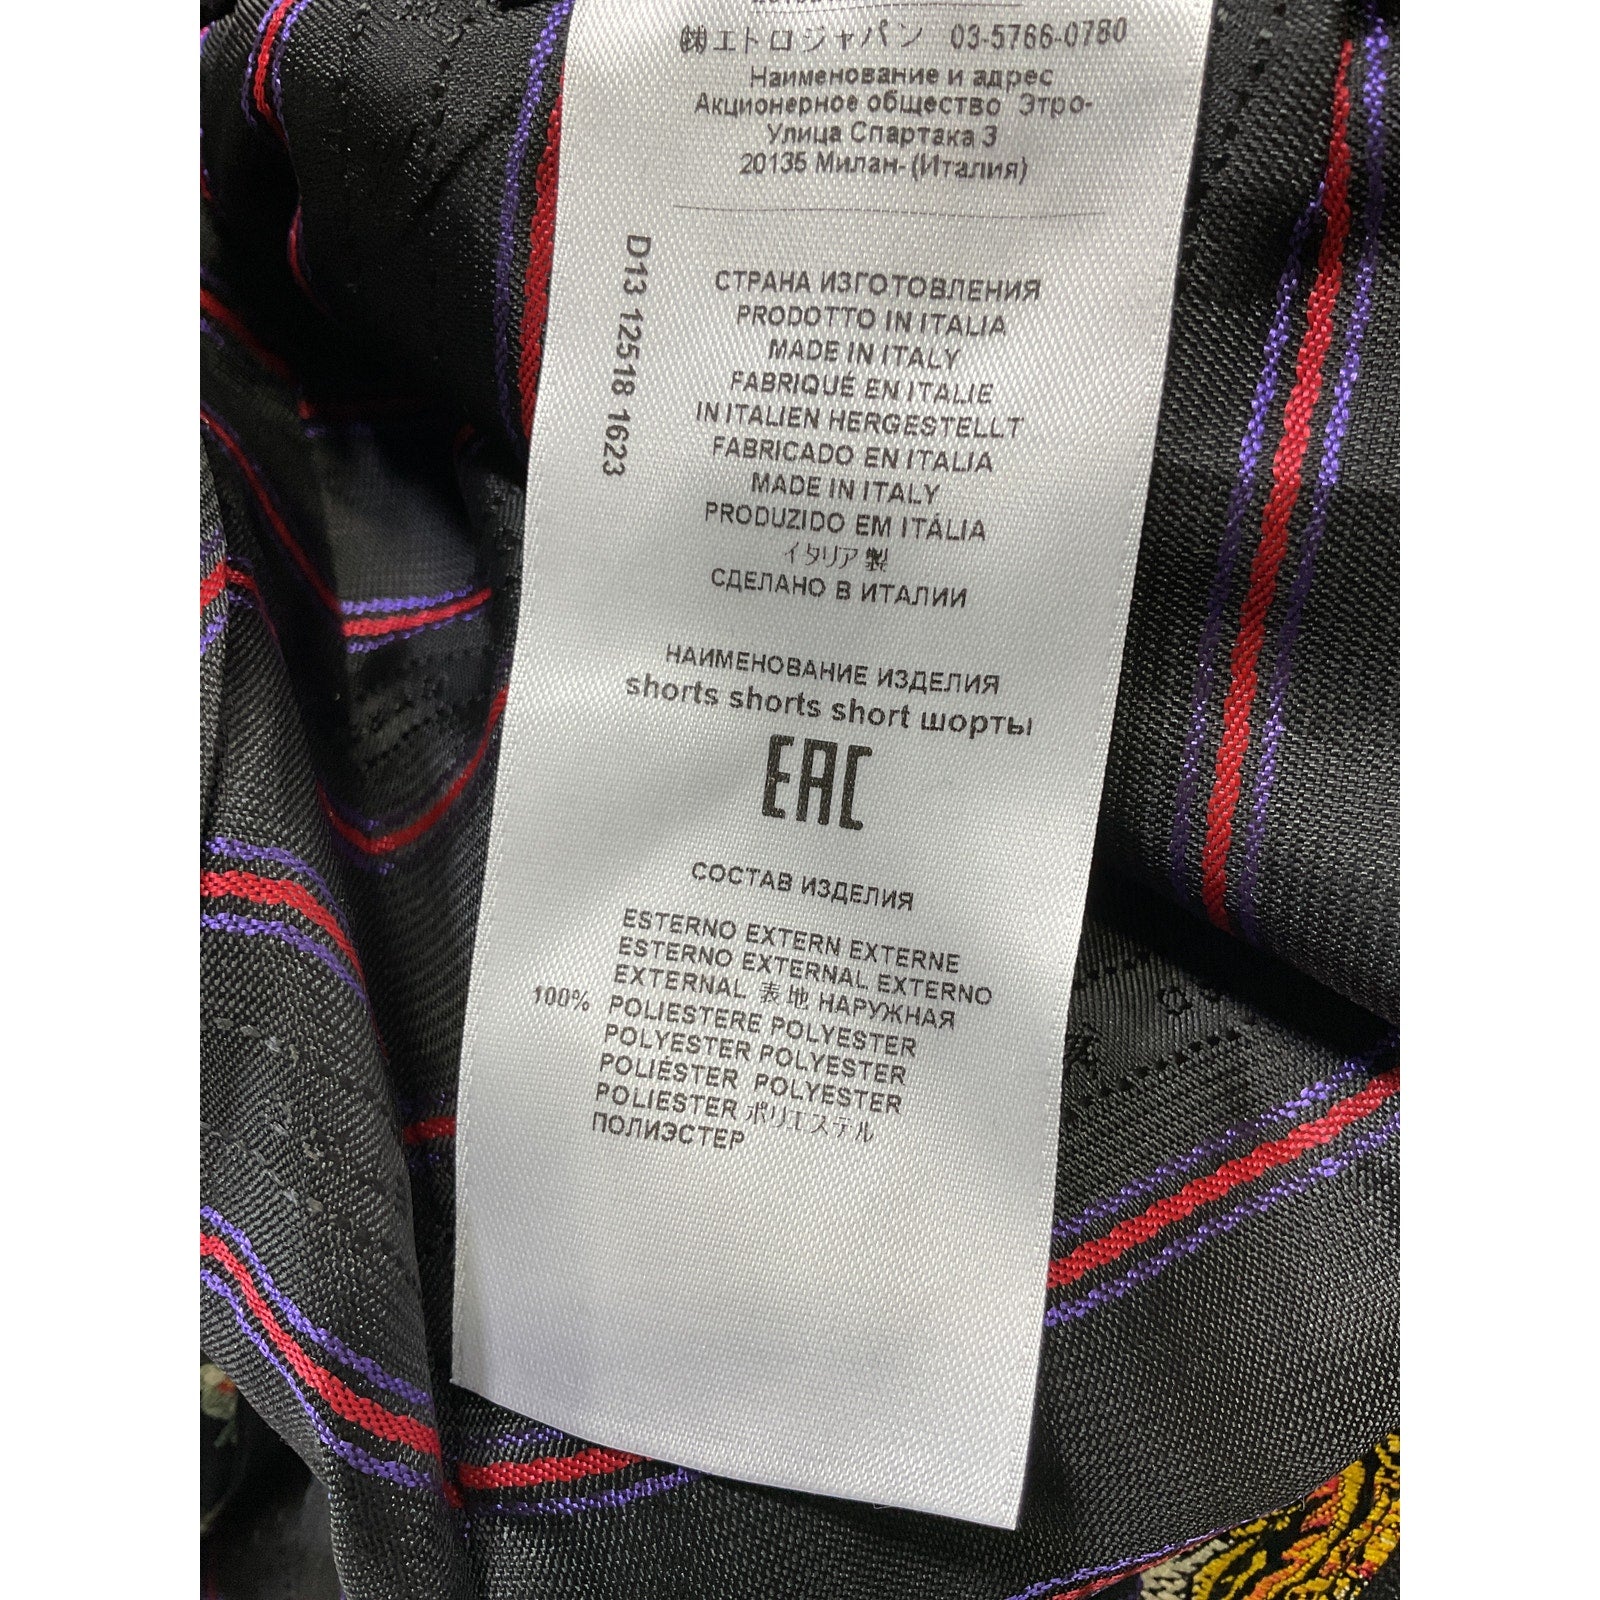 ㈱エトロジャパン 03-5766-0780
Наименование и адрес
Акционерное общество Этро-
Улица Спартака 3
20135 Милан- (Италия)
D13 12518 1623
СТРАНА ИЗГОТОВЛЕНИЯ
PRODOTTO IN ITALIA
MADE IN ITALY
FABRIQUÉ EN ITALIE
IN ITALIEN HERGESTELLT
FABRICADO EN ITALIA
MADE IN ITALY
PRODUZIDO EM ITÁLIA
イタリア製
СДЕЛАНО В ИТАЛИИ
НАИМЕНОВАНИЕ ИЗДЕЛИЯ
shorts shorts short шорты
EAC
СОСТАВ ИЗДЕЛИЯ
ESTERNO EXTERN EXTERNE
ESTERNO EXTERNAL EXTERNO
EXTERNAL 表地 НАРУЖНАЯ
100% POLIESTERE POLYESTER
POLYESTER POLYESTER
POLIÉSTER POLYESTER
POLIESTER ポリエステル
ПОЛИЭСТЕР